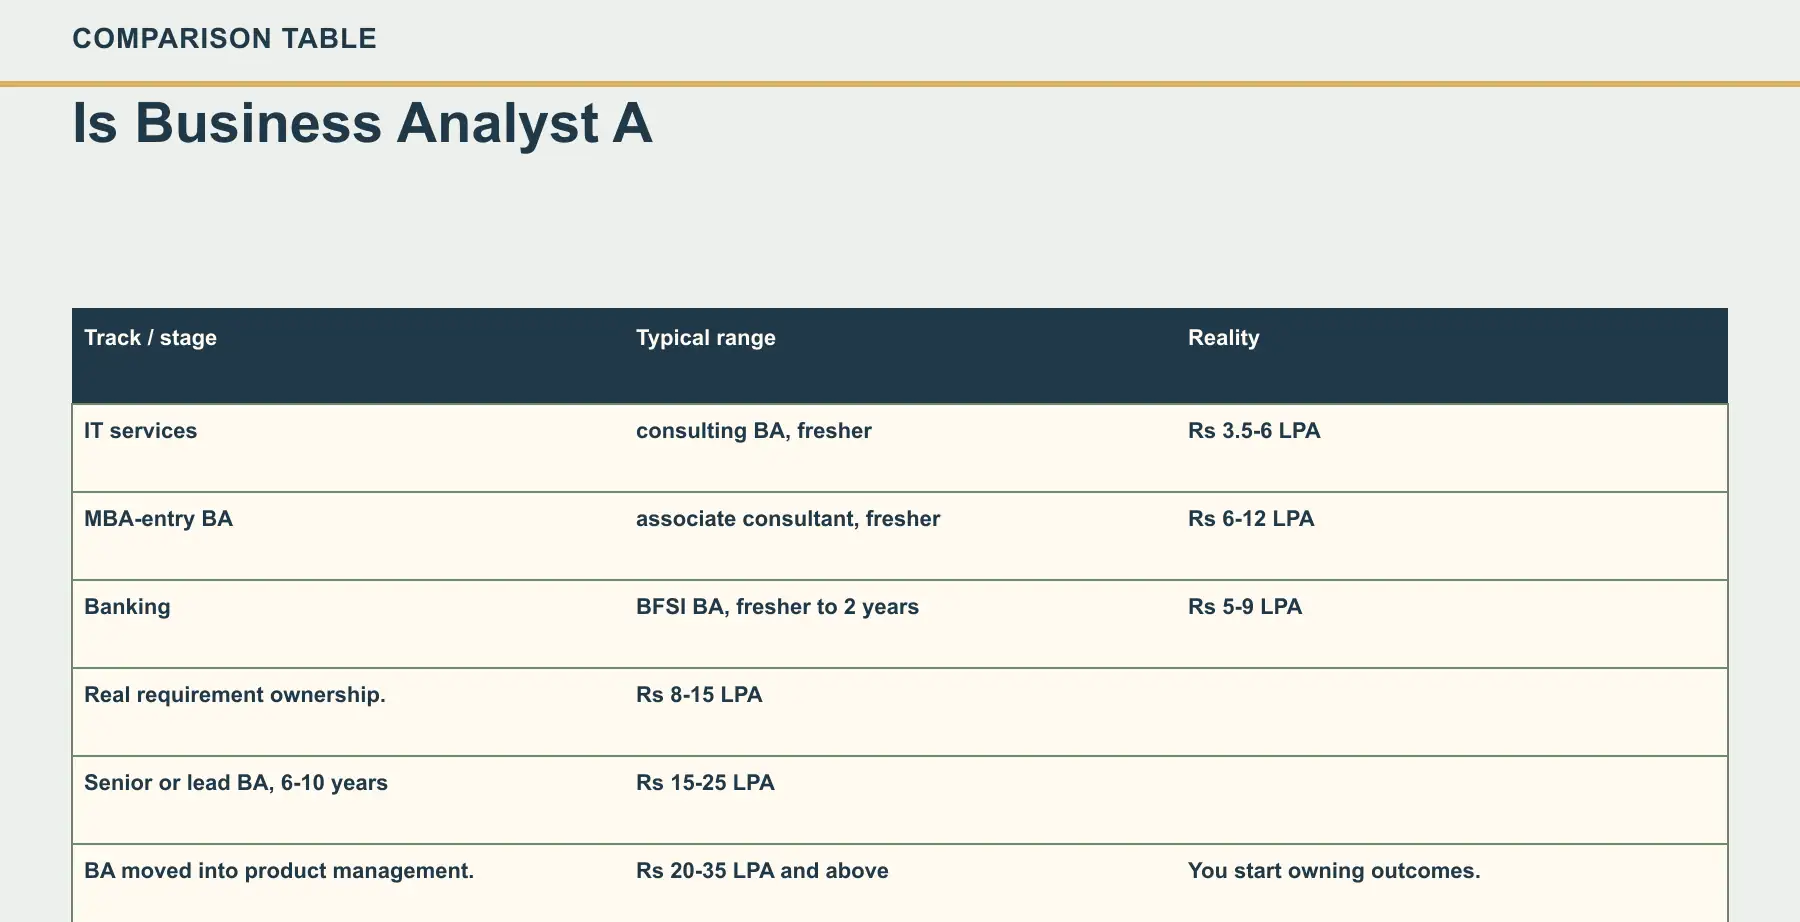 COMPARISON TABLE
Is Business Analyst A
Track / stage Typical range Reality
IT services consulting BA, fresher Rs 3.5-6 LPA
MBA-entry BA associate consultant, fresher Rs 6-12 LPA
Banking BFSI BA, fresher to 2 years Rs 5-9 LPA
Real requirement ownership. Rs 8-15 LPA
Senior or lead BA, 6-10 years Rs 15-25 LPA
BA moved into product management. Rs 20-35 LPA and above You start owning outcomes.